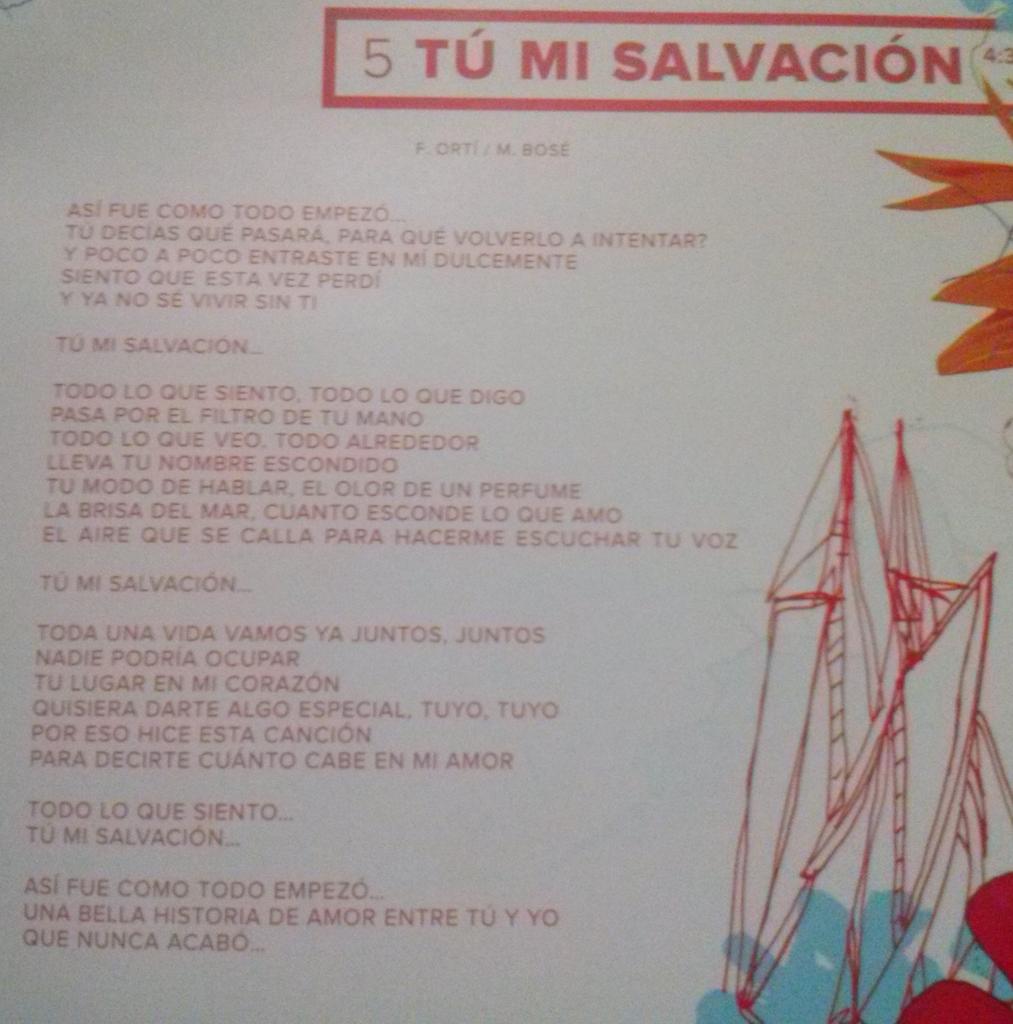 5 TÚ MI SALVACIÓN
F. ORTÍ / M. BOSÉ
ASÍ FUE COMO TODO EMPEZÓ...
TÚ DECÍAS QUÉ PASARÁ, PARA QUÉ VOLVERLO A INTENTAR?
Y POCO A POCO ENTRASTE EN MÍ DULCEMENTE
SIENTO QUE ESTA VEZ PERDÍ
Y YA NO SÉ VIVIR SIN TI
TÚ MI SALVACIÓN...
TODO LO QUE SIENTO, TODO LO QUE DIGO
PASA POR EL FILTRO DE TU MANO
TODO LO QUE VEO, TODO ALREDEDOR
LLEVA TU NOMBRE ESCONDIDO
TU MODO DE HABLAR, EL OLOR DE UN PERFUME
LA BRISA DEL MAR, CUANTO ESCONDE LO QUE AMO
EL AIRE QUE SE CALLA PARA HACERME ESCUCHAR TU VOZ
TÚ MI SALVACIÓN...
TODA UNA VIDA VAMOS YA JUNTOS, JUNTOS
NADIE PODRÍA OCUPAR
TU LUGAR EN MI CORAZÓN
QUISIERA DARTE ALGO ESPECIAL, TUYO, TUYO
POR ESO HICE ESTA CANCIÓN
PARA DECIRTE CUÁNTO CABE EN MI AMOR
TODO LO QUE SIENTO...
TÚ MI SALVACIÓN...
ASÍ FUE COMO TODO EMPEZÓ...
UNA BELLA HISTORIA DE AMOR ENTRE TÚ Y YO
QUE NUNCA ACABÓ...